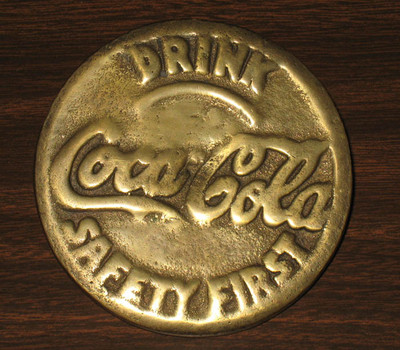 DRINK
Coca-Cola
SAFETY FIRST